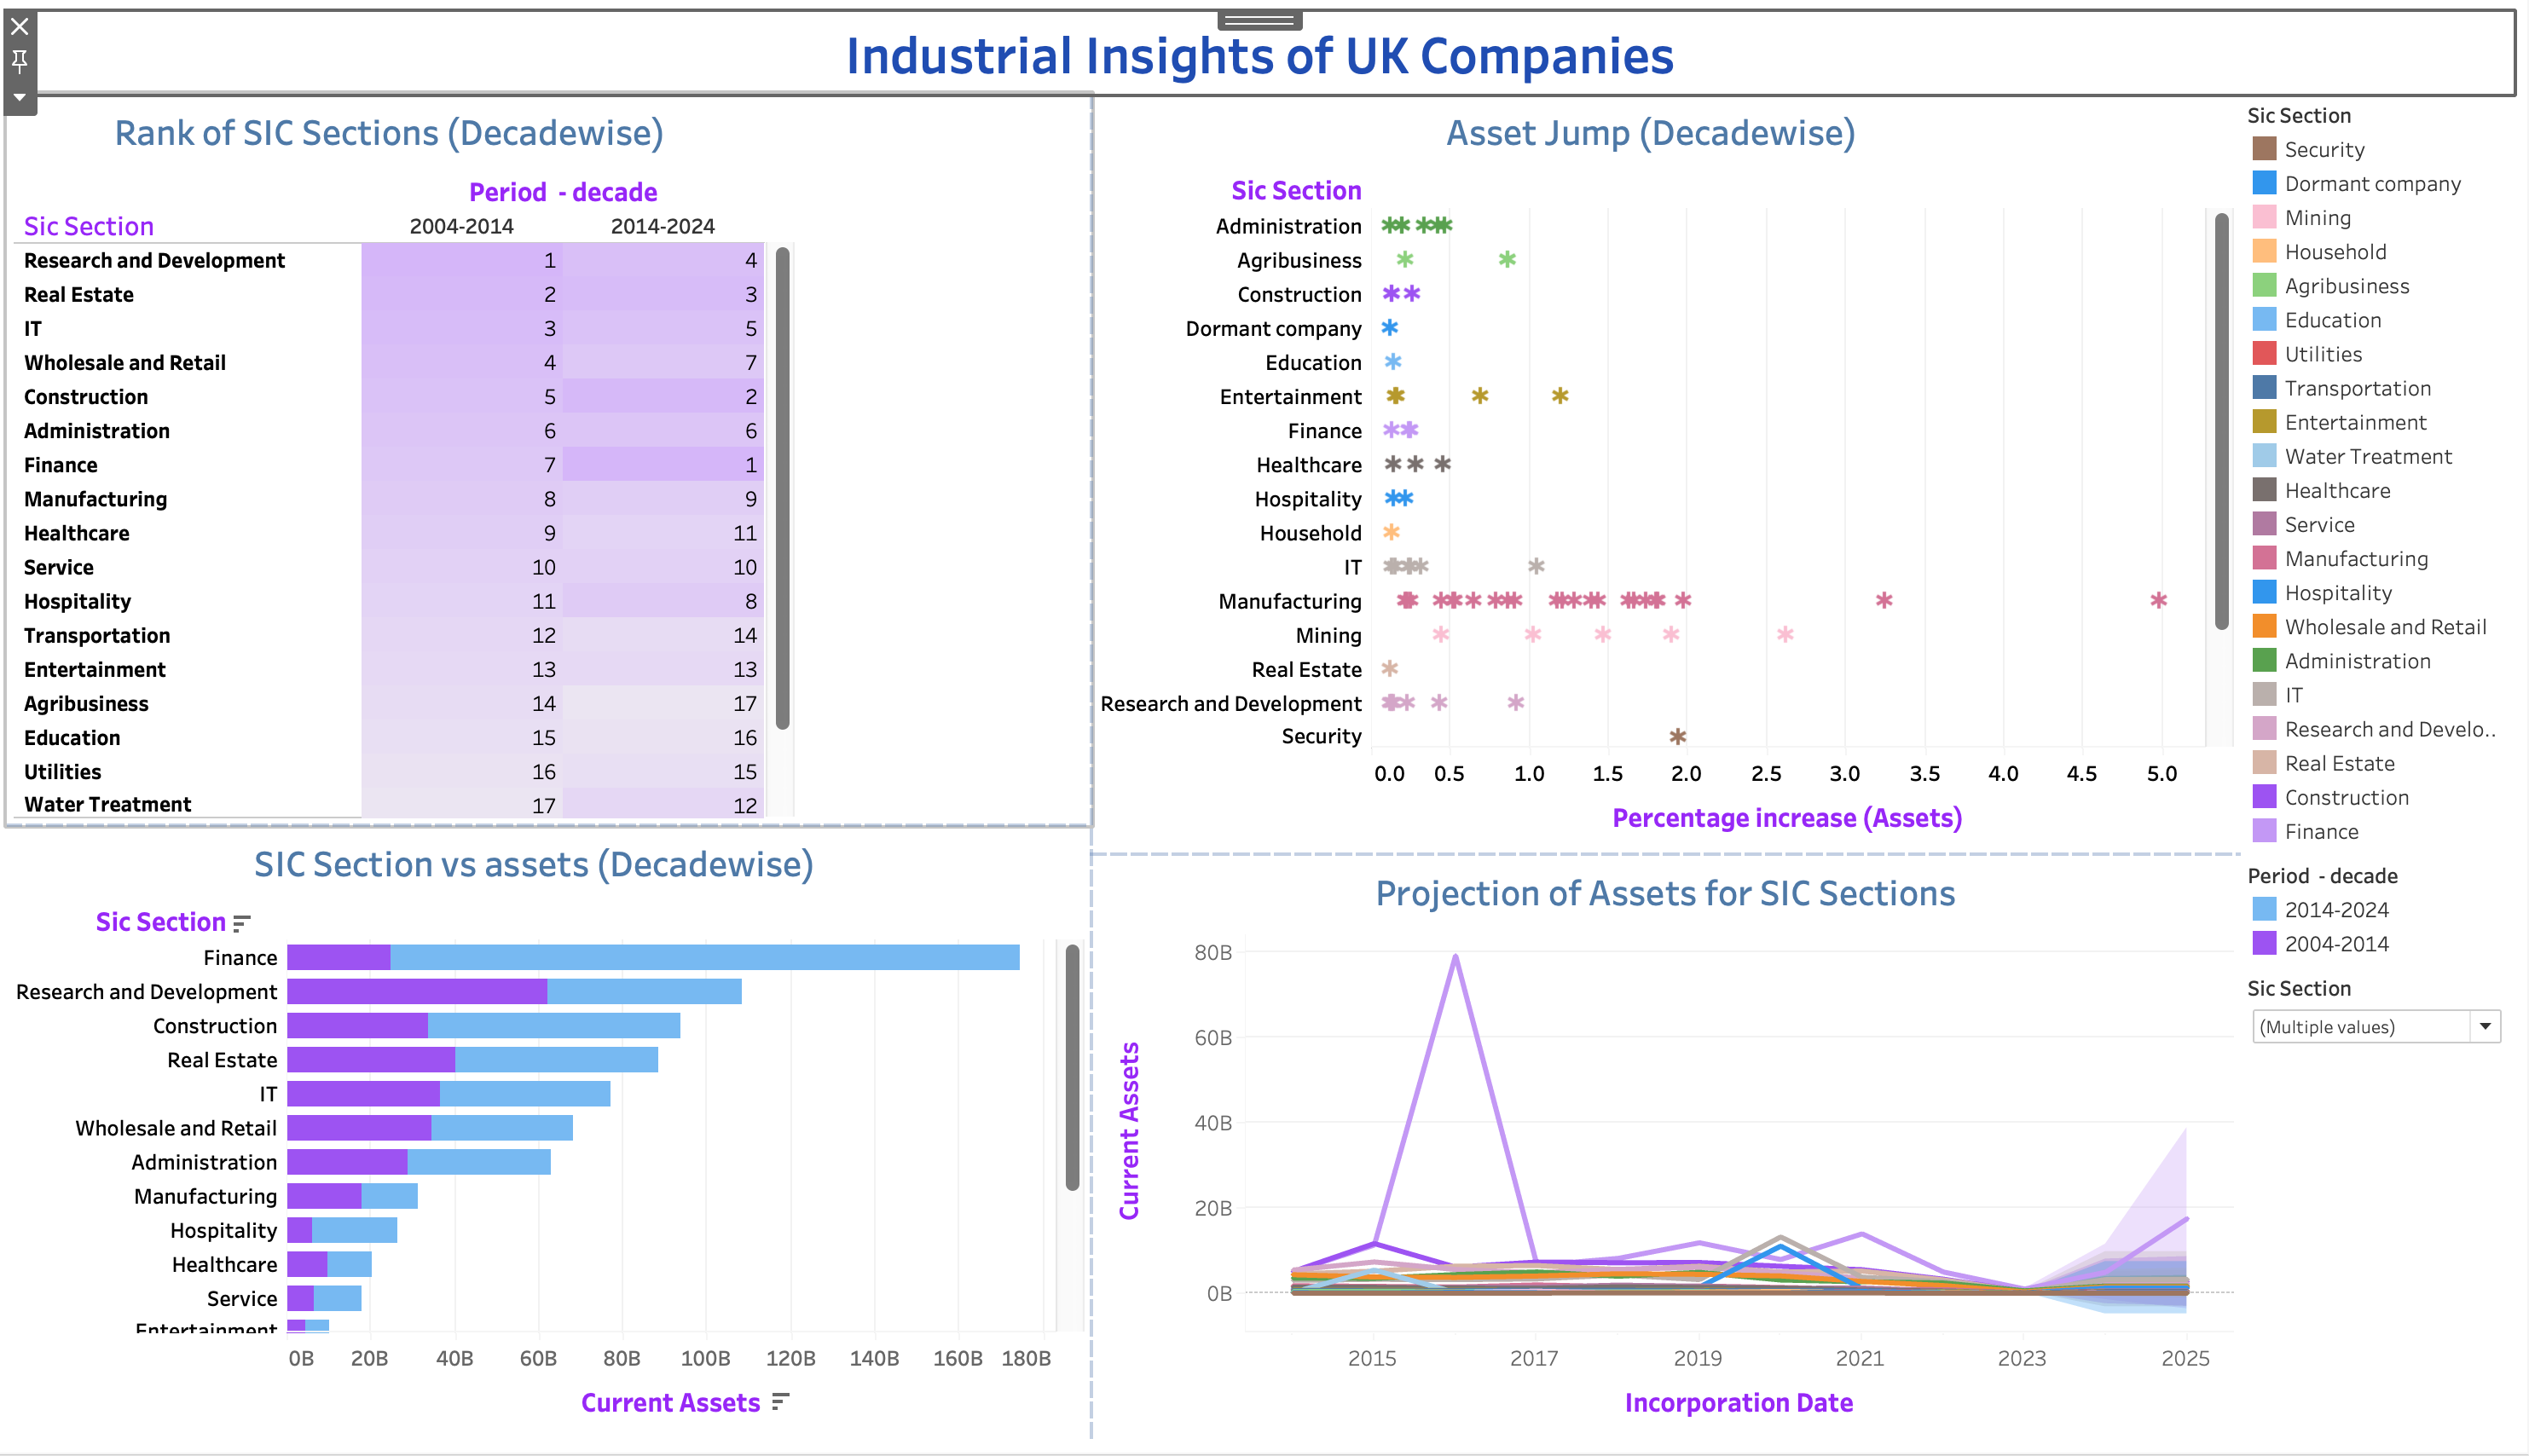 Industrial Insights of UK Companies
Rank of SIC Sections (Decadewise)
Period - decade
Sic Section 2004-2014 2014-2024
Research and Development 1 4
Real Estate 2 3
IT 3 5
Wholesale and Retail 4 7
Construction 5 2
Administration 6 6
Finance 7 1
Manufacturing 8 9
Healthcare 9 11
Service 10 10
Hospitality 11 8
Transportation 12 14
Entertainment 13 13
Agribusiness 14 17
Education 15 16
Utilities 16 15
Water Treatment 17 12
Asset Jump (Decadewise)
Sic Section
Administration
Agribusiness
Construction
Dormant company
Education
Entertainment
Finance
Healthcare
Hospitality
Household
IT
Manufacturing
Mining
Real Estate
Research and Development
Security
0.0 0.5 1.0 1.5 2.0 2.5 3.0 3.5 4.0 4.5 5.0
Percentage increase (Assets)
SIC Section vs assets (Decadewise)
Sic Section
Finance
Research and Development
Construction
Real Estate
IT
Wholesale and Retail
Administration
Manufacturing
Hospitality
Healthcare
Service
Entertainment
0B 20B 40B 60B 80B 100B 120B 140B 160B 180B
Current Assets
Projection of Assets for SIC Sections
Current Assets
80B
60B
40B
20B
0B
2015 2017 2019 2021 2023 2025
Incorporation Date
Sic Section
Security
Dormant company
Mining
Household
Agribusiness
Education
Utilities
Transportation
Entertainment
Water Treatment
Healthcare
Service
Manufacturing
Hospitality
Wholesale and Retail
Administration
IT
Research and Develo..
Real Estate
Construction
Finance
Period - decade
2014-2024
2004-2014
Sic Section
(Multiple values)